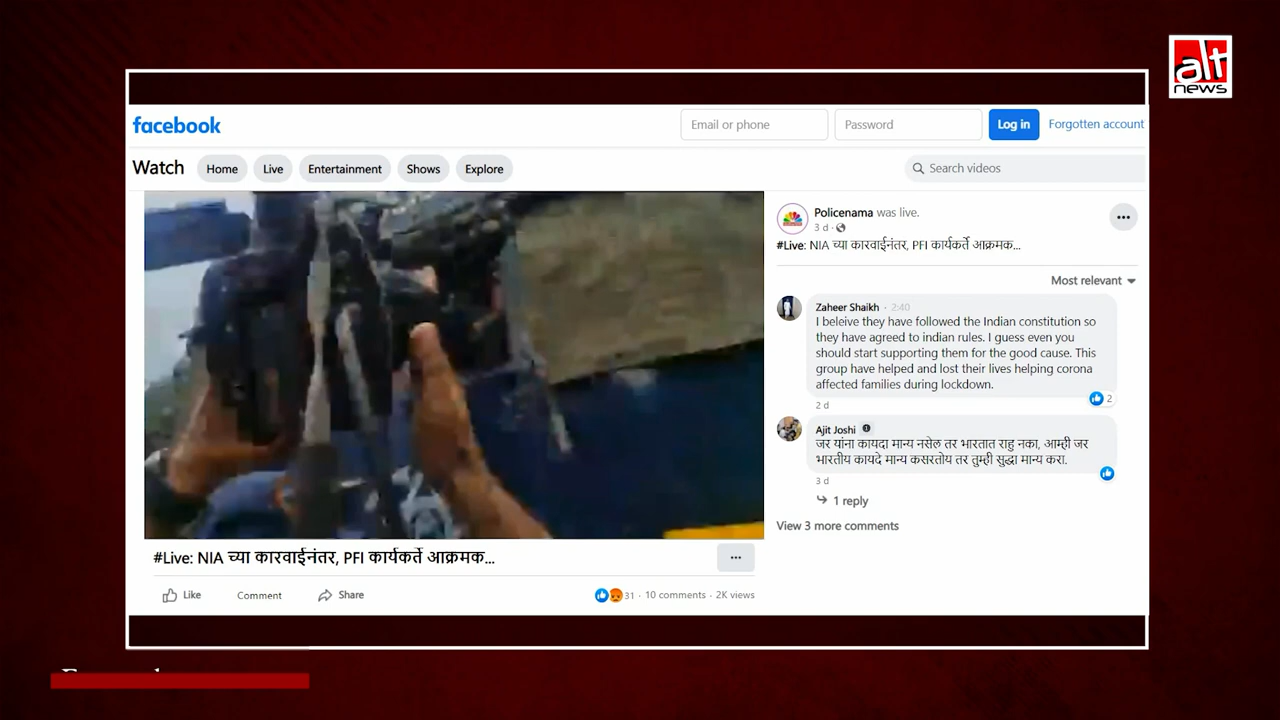 alt
news
facebook
Email or phone
Password
Log in
Forgotten account
Watch
Home
Live
Entertainment
Shows
Explore
Search videos
Policenama was live.
3 d
#Live: NIA च्या कारवाईनंतर, PFI कार्यकर्ते आक्रमक...
Most relevant
Zaheer Shaikh · 2:40
I beleive they have followed the Indian constitution so
they have agreed to indian rules. I guess even you
should start supporting them for the good cause. This
group have helped and lost their lives helping corona
affected families during lockdown.
2
2 d
Ajit Joshi
जर यांना कायदा मान्य नसेल तर भारतात राहु नका, आम्ही जर
भारतीय कायदे मान्य कसरतोय तर तुम्ही सुद्धा मान्य करा.
3 d
1 reply
View 3 more comments
#Live: NIA च्या कारवाईनंतर, PFI कार्यकर्ते आक्रमक...
Like
Comment
Share
31 · 10 comments · 2K views